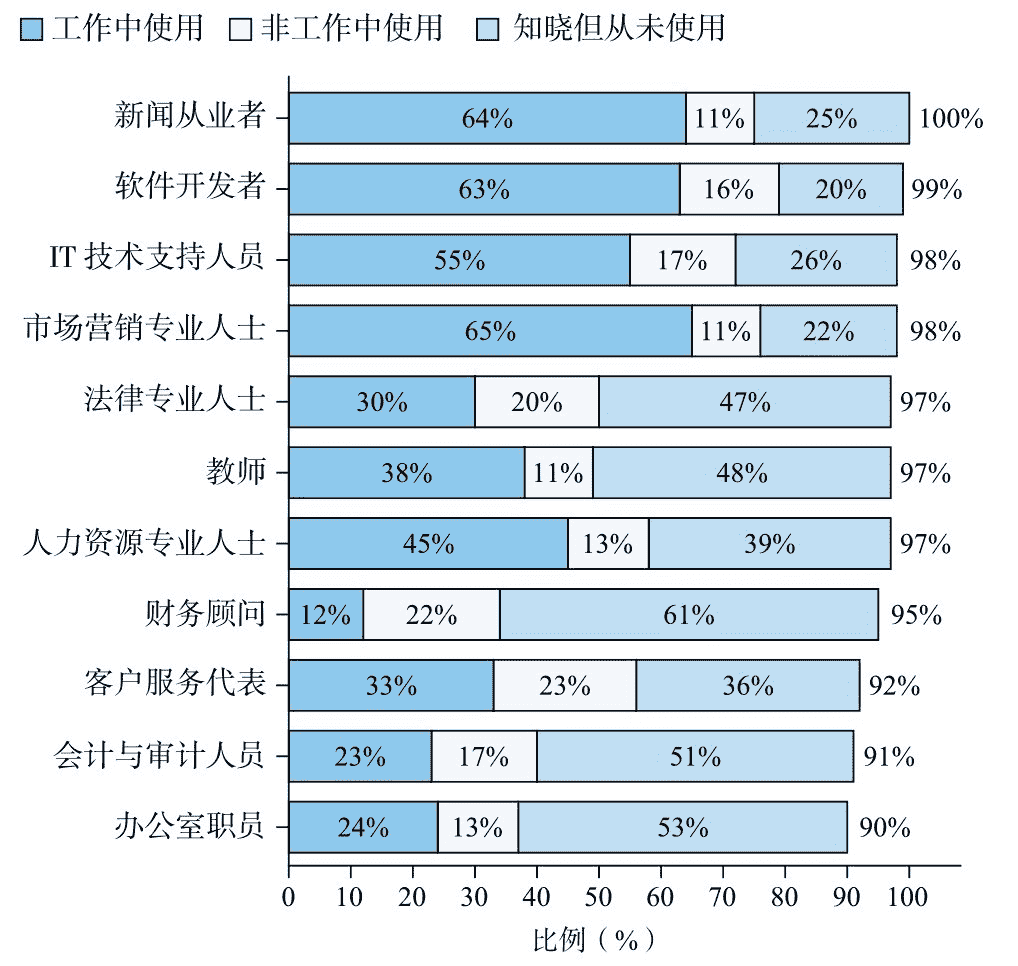 工作中使用 非工作中使用 知晓但从未使用
新闻从业者 64% 11% 25% 100%
软件开发者 63% 16% 20% 99%
IT 技术支持人员 55% 17% 26% 98%
市场营销专业人士 65% 11% 22% 98%
法律专业人士 30% 20% 47% 97%
教师 38% 11% 48% 97%
人力资源专业人士 45% 13% 39% 97%
财务顾问 12% 22% 61% 95%
客户服务代表 33% 23% 36% 92%
会计与审计人员 23% 17% 51% 91%
办公室职员 24% 13% 53% 90%
0 10 20 30 40 50 60 70 80 90 100
比例（%）